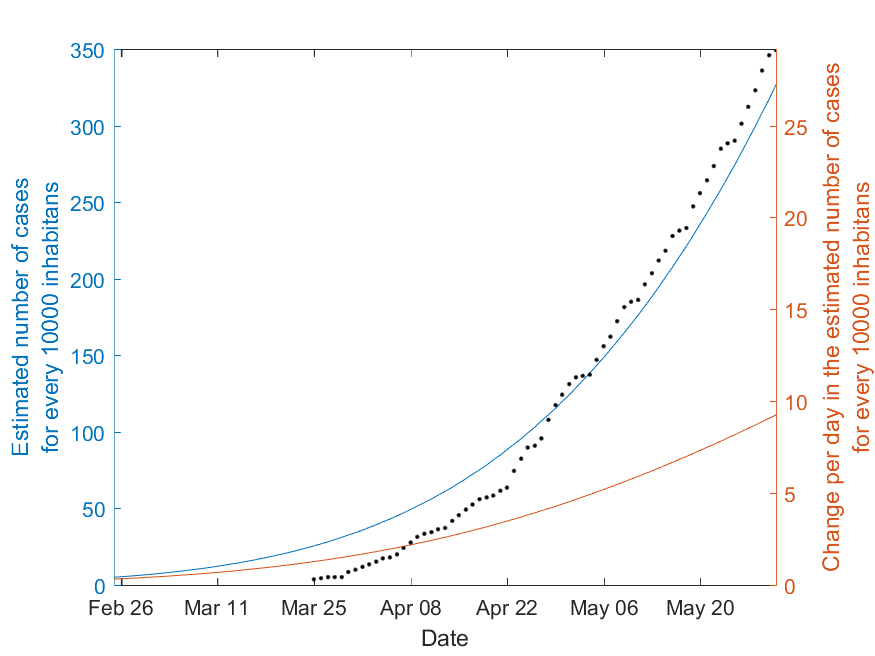 350
300
250
200
150
100
50
0
Estimated number of cases
for every 10000 inhabitans
25
20
15
10
5
0
Change per day in the estimated number of cases
for every 10000 inhabitans
Feb 26 Mar 11 Mar 25 Apr 08 Apr 22 May 06 May 20
Date